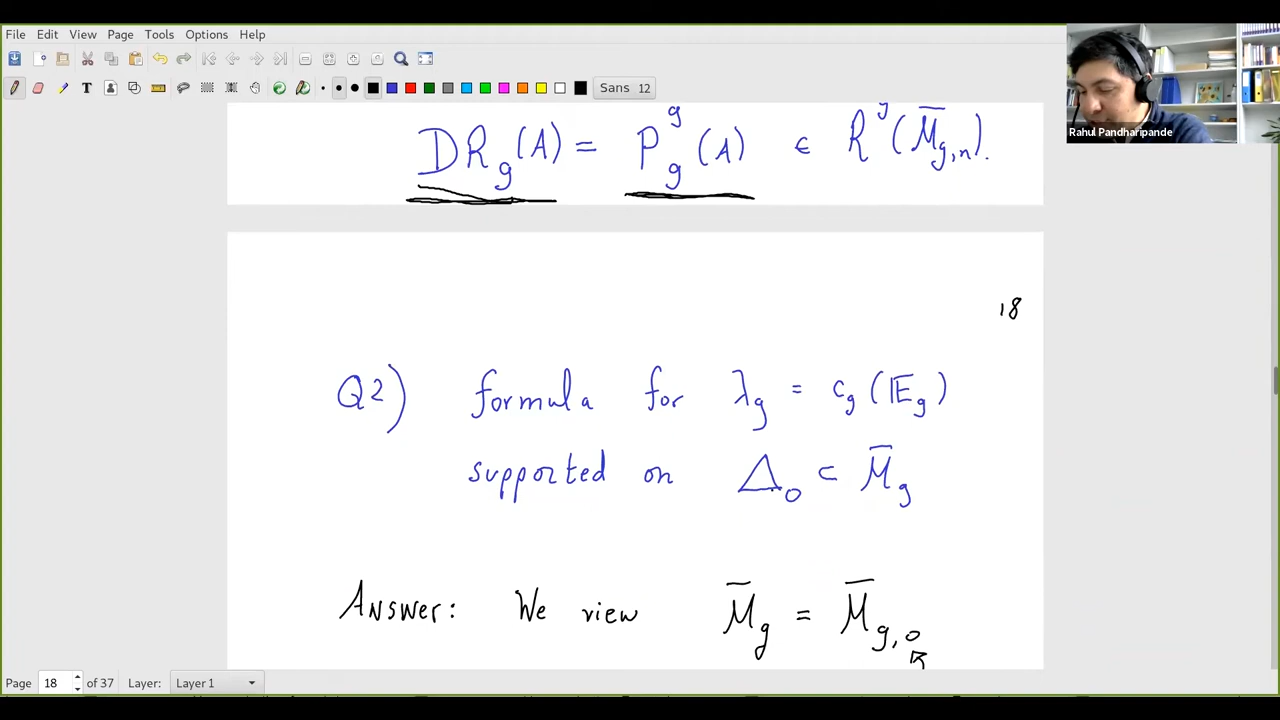 File Edit View Page Tools Options Help
Sans 12
Rahul Pandharipande
DR_g(A) = P_g^g(A) ∈ R^g(M̅_{g,n}).
18
Q2) formula for λ_g = c_g(𝔼_g)
supported on Δ_0 ⊂ M̅_g
Answer: We view M̅_g = M̅_{g,0}
Page 18 of 37 Layer: Layer 1